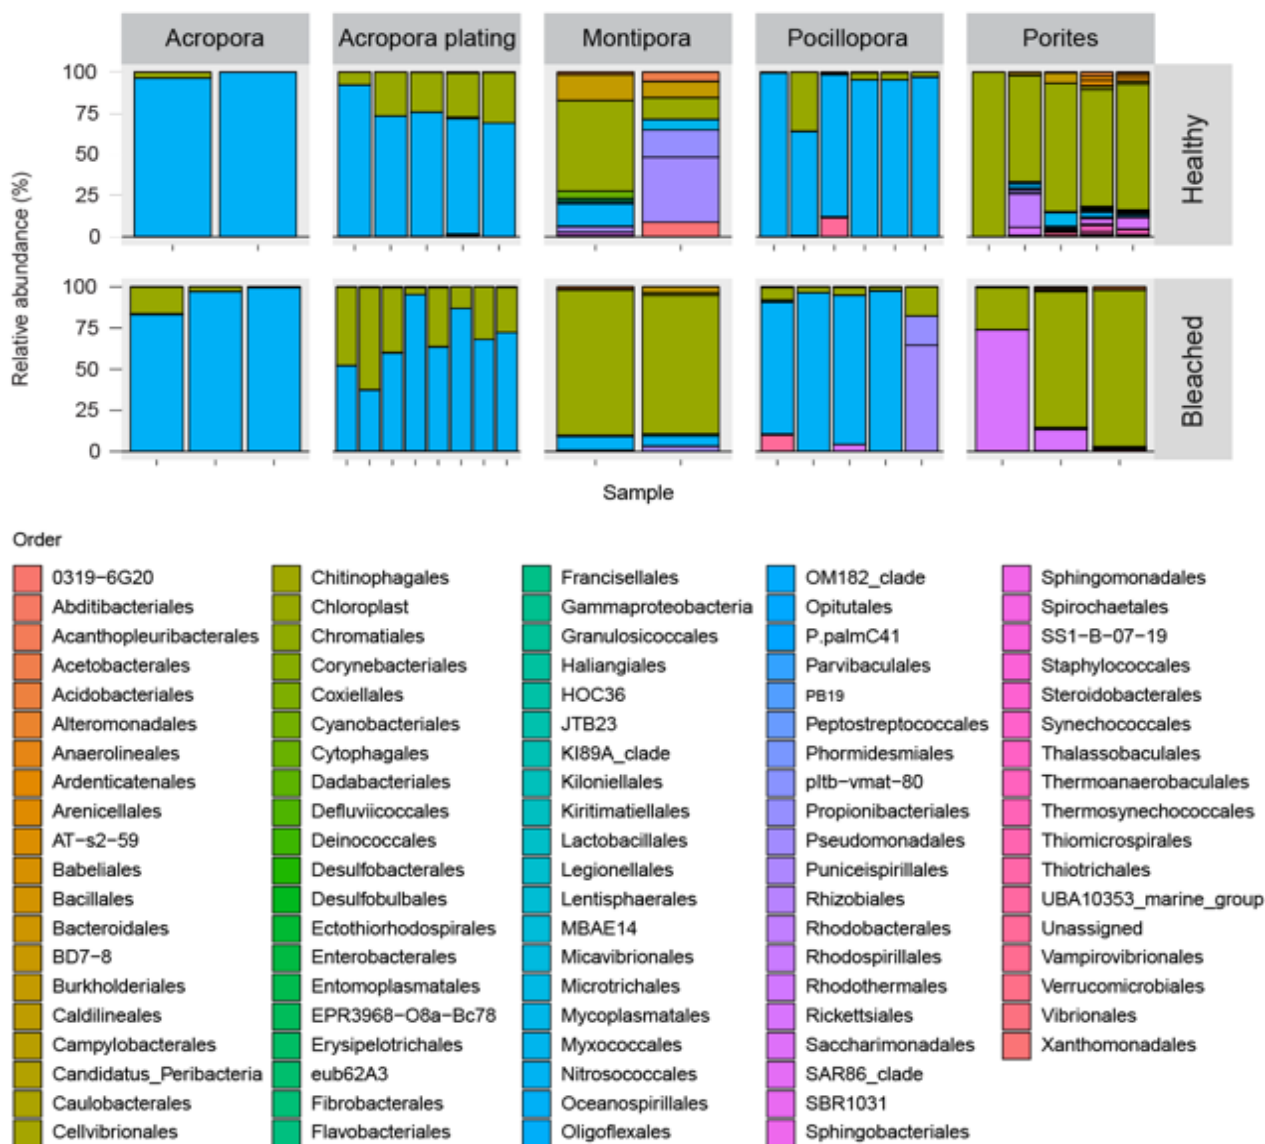 Acropora
Acropora plating
Montipora
Pocillopora
Porites
Relative abundance (%)
100
75
50
25
0
Healthy
100
75
50
25
0
Bleached
Sample
Order
0319-6G20
Abditibacteriales
Acanthopleuribacterales
Acetobacterales
Acidobacteriales
Alteromonadales
Anaerolineales
Ardenticatenales
Arenicellales
AT-s2-59
Babeliales
Bacillales
Bacteroidales
BD7-8
Burkholderiales
Caldilineales
Campylobacterales
Candidatus_Peribacteria
Caulobacterales
Cellvibrionales
Chitinophagales
Chloroplast
Chromatiales
Corynebacteriales
Coxiellales
Cyanobacteriales
Cytophagales
Dadabacteriales
Defluviicoccales
Deinococcales
Desulfobacterales
Desulfobulbales
Ectothiorhodospirales
Enterobacterales
Entomoplasmatales
EPR3968-O8a-Bc78
Erysipelotrichales
eub62A3
Fibrobacterales
Flavobacteriales
Francisellales
Gammaproteobacteria
Granulosicoccales
Haliangiales
HOC36
JTB23
KI89A_clade
Kiloniellales
Kiritimatiellales
Lactobacillales
Legionellales
Lentisphaerales
MBAE14
Micavibrionales
Microtrichales
Mycoplasmatales
Myxococcales
Nitrosococcales
Oceanospirillales
Oligoflexales
OM182_clade
Opitutales
P.palmC41
Parvibaculales
PB19
Peptostreptococcales
Phormidesmiales
pltb-vmat-80
Propionibacteriales
Pseudomonadales
Puniceispirillales
Rhizobiales
Rhodobacterales
Rhodospirillales
Rhodothermales
Rickettsiales
Saccharimonadales
SAR86_clade
SBR1031
Sphingobacteriales
Sphingomonadales
Spirochaetales
SS1-B-07-19
Staphylococcales
Steroidobacterales
Synechococcales
Thalassobaculales
Thermoanaerobaculales
Thermosynechococcales
Thiomicrospirales
Thiotrichales
UBA10353_marine_group
Unassigned
Vampirovibrionales
Verrucomicrobiales
Vibrionales
Xanthomonadales